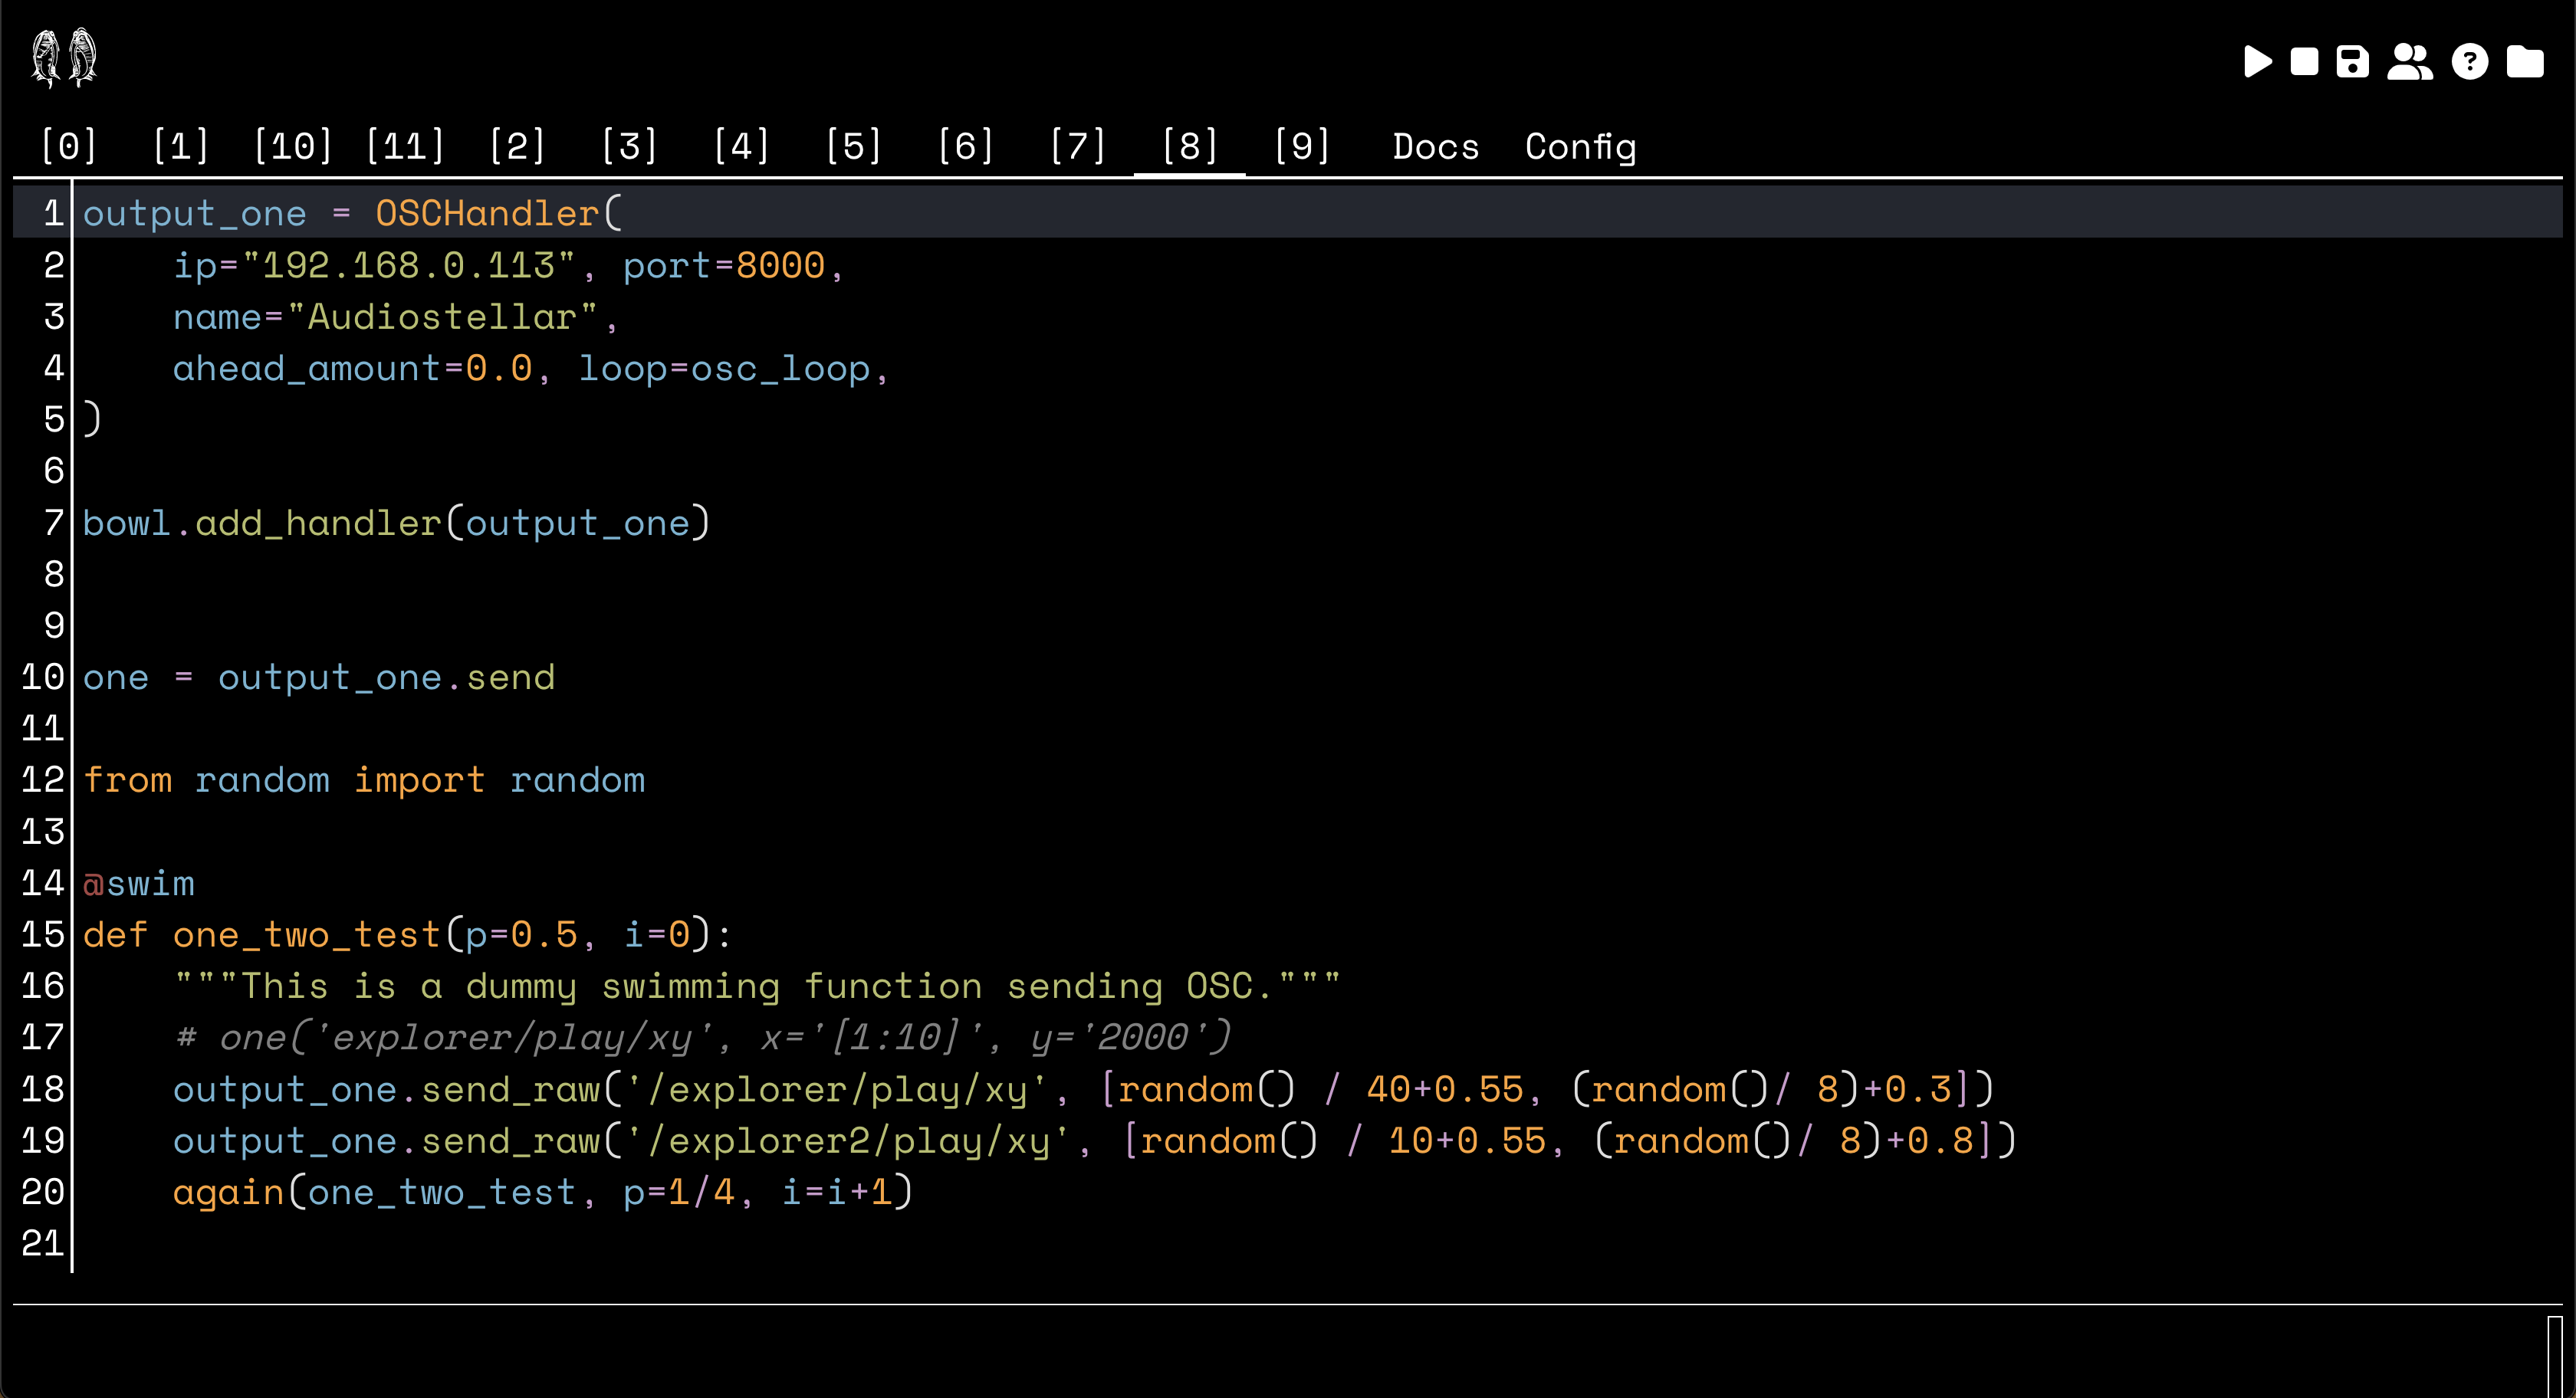 [0] [1] [10] [11] [2] [3] [4] [5] [6] [7] [8] [9] Docs Config
1 output_one = OSCHandler(
2     ip="192.168.0.113", port=8000,
3     name="Audiostellar",
4     ahead_amount=0.0, loop=osc_loop,
5 )
6
7 bowl.add_handler(output_one)
8
9
10 one = output_one.send
11
12 from random import random
13
14 @swim
15 def one_two_test(p=0.5, i=0):
16     """This is a dummy swimming function sending OSC."""
17     # one('explorer/play/xy', x='[1:10]', y='2000')
18     output_one.send_raw('/explorer/play/xy', [random() / 40+0.55, (random()/ 8)+0.3])
19     output_one.send_raw('/explorer2/play/xy', [random() / 10+0.55, (random()/ 8)+0.8])
20     again(one_two_test, p=1/4, i=i+1)
21